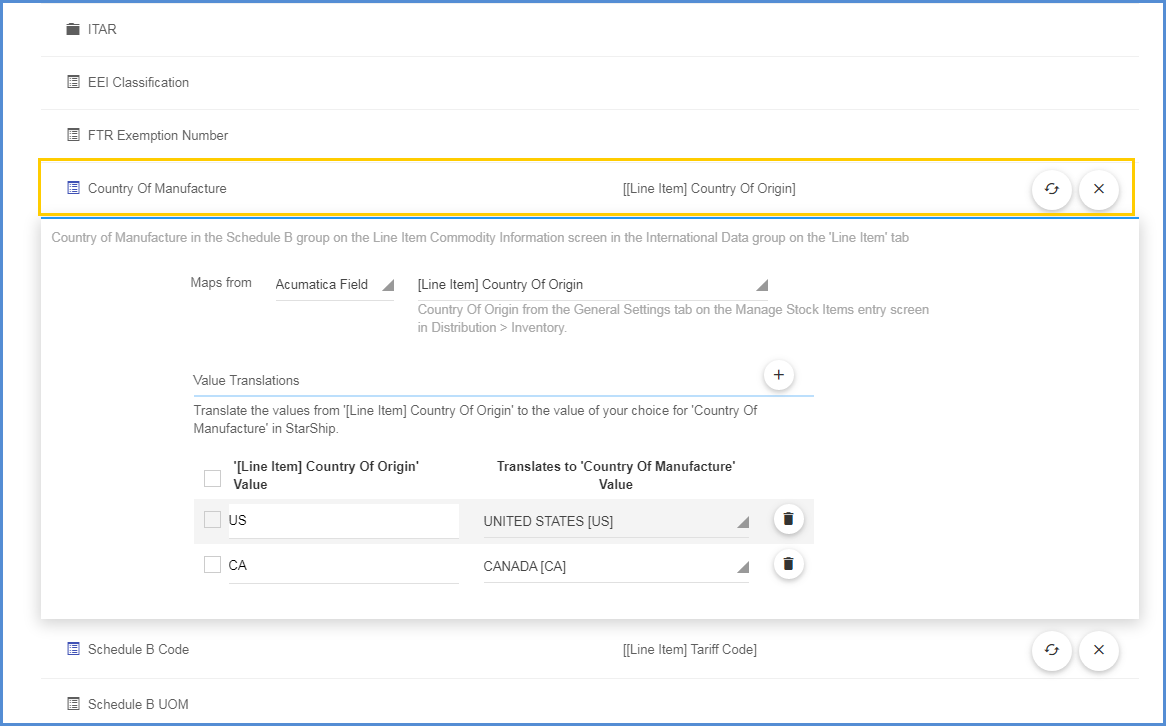 ITAR
EEI Classification
FTR Exemption Number
Country Of Manufacture [[Line Item] Country Of Origin]
Country of Manufacture in the Schedule B group on the Line Item Commodity Information screen in the International Data group on the 'Line Item' tab
Maps from Acumatica Field [Line Item] Country Of Origin
Country Of Origin from the General Settings tab on the Manage Stock Items entry screen
in Distribution > Inventory.
Value Translations
Translate the values from '[Line Item] Country Of Origin' to the value of your choice for 'Country Of
Manufacture' in StarShip.
'[Line Item] Country Of Origin'
Value
Translates to 'Country Of Manufacture'
Value
US UNITED STATES [US]
CA CANADA [CA]
Schedule B Code [[Line Item] Tariff Code]
Schedule B UOM